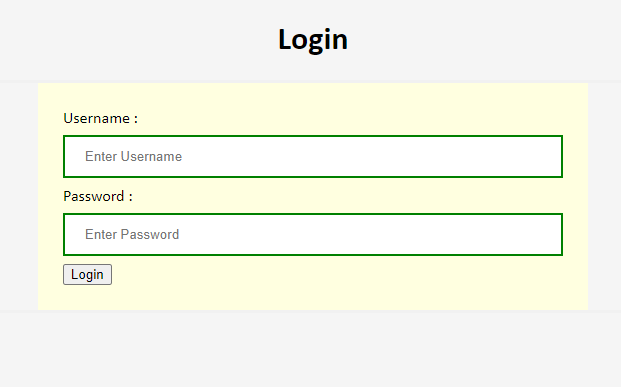 Login
Username :
Enter Username
Password :
Enter Password
Login